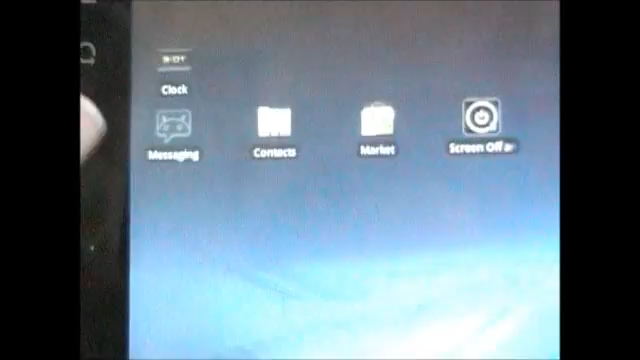 Clock
Messaging
Contacts
Market
Screen Off a